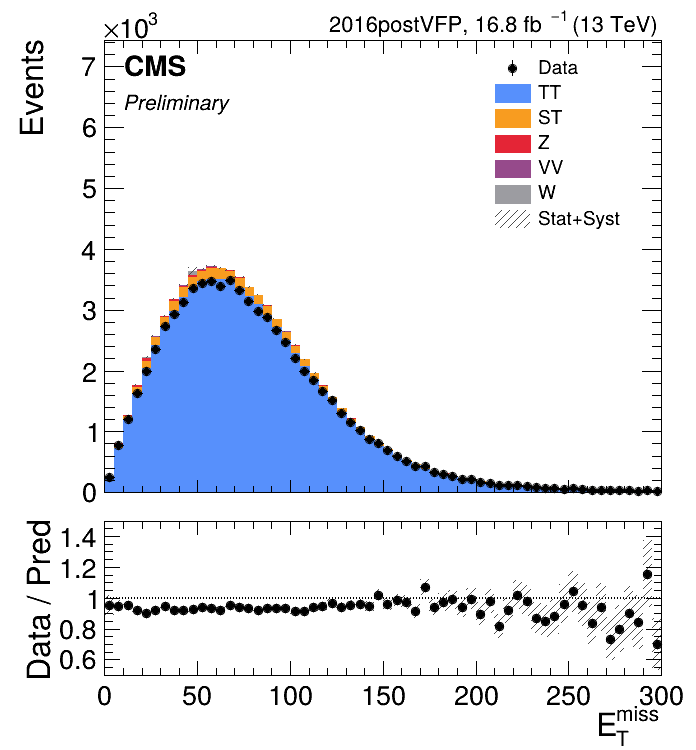 ×10³ 2016postVFP, 16.8 fb ⁻¹ (13 TeV)
CMS
Preliminary
Events
7
6
5
4
3
2
1
0
Data
TT
ST
Z
VV
W
Stat+Syst
Data / Pred
1.4
1.2
1
0.8
0.6
0 50 100 150 200 250 300
E_T^miss